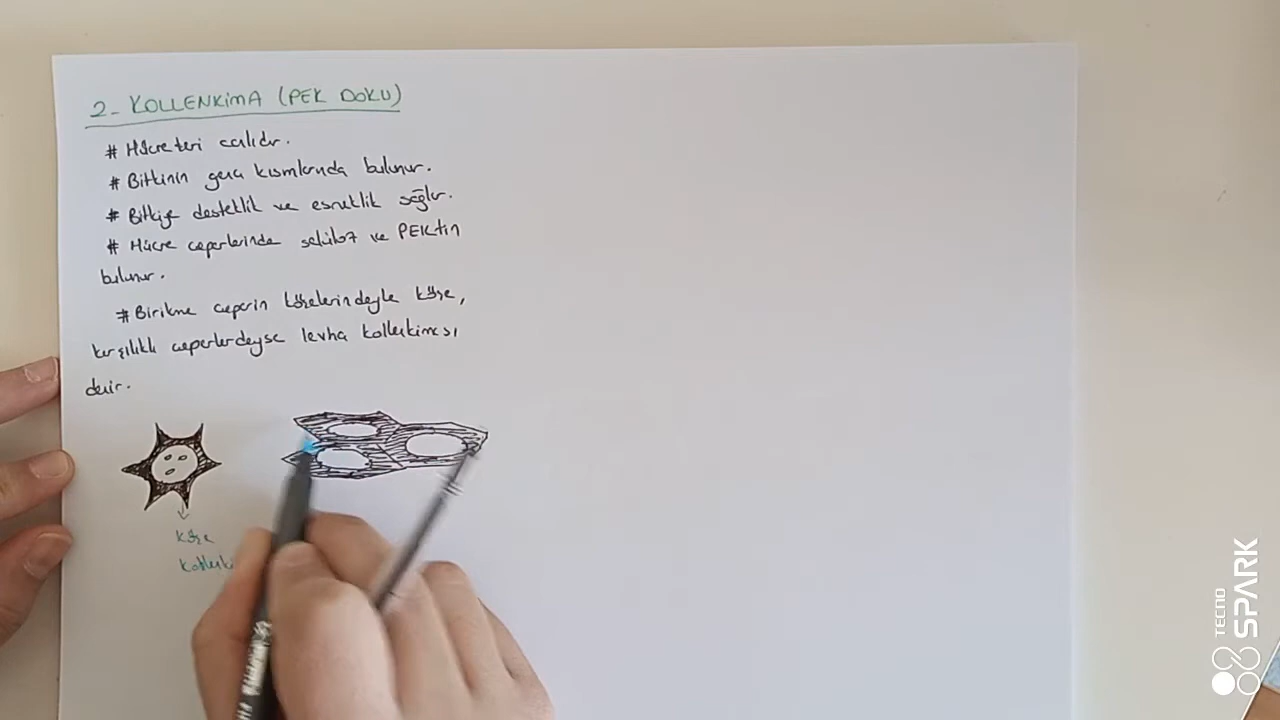 2- KOLLENKİMA (PEK DOKU)
# Hücreleri canlıdır.
# Bitkinin genç kısımlarında bulunur.
# Bitkiye desteklik ve esneklik sağlar.
# Hücre çeperlerinde selüloz ve PEKtin
bulunur.
# Birikme çeperin köşelerindeyse köşe,
karşılıklı çeperlerdeyse levha kollenkiması
denir.
köşe
TECNO
SPARK